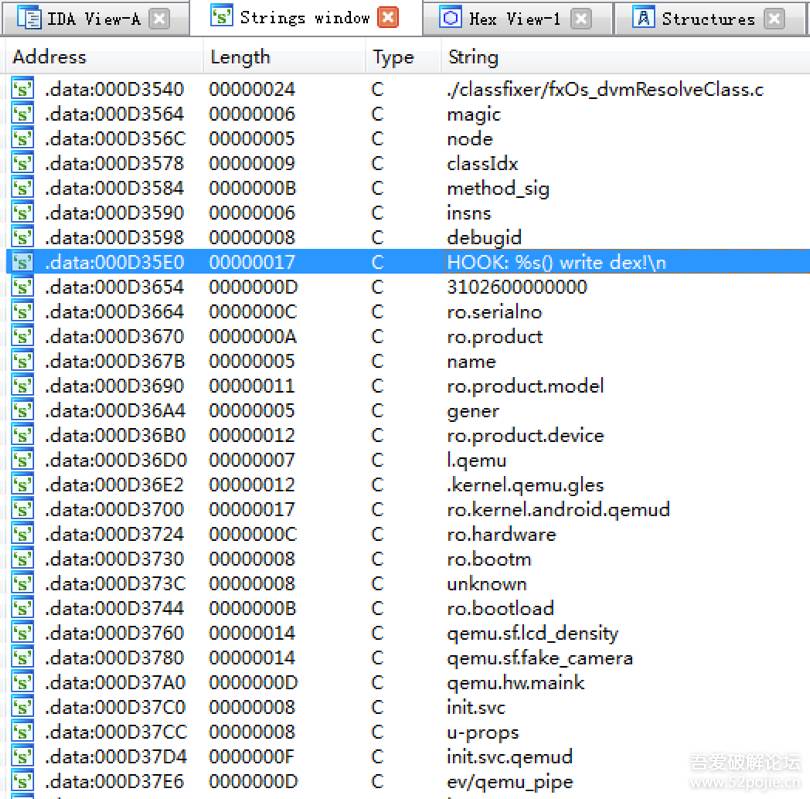 IDA View-A Strings window Hex View-1 Structures
Address Length Type String
.data:000D3540 00000024 C ./classfixer/fxOs_dvmResolveClass.c
.data:000D3564 00000006 C magic
.data:000D356C 00000005 C node
.data:000D3578 00000009 C classIdx
.data:000D3584 0000000B C method_sig
.data:000D3590 00000006 C insns
.data:000D3598 00000008 C debugid
.data:000D35E0 00000017 C HOOK: %s() write dex!\n
.data:000D3654 0000000D C 3102600000000
.data:000D3664 0000000C C ro.serialno
.data:000D3670 0000000A C ro.product
.data:000D367B 00000005 C name
.data:000D3690 00000011 C ro.product.model
.data:000D36A4 00000005 C gener
.data:000D36B0 00000012 C ro.product.device
.data:000D36D0 00000007 C l.qemu
.data:000D36E2 00000012 C .kernel.qemu.gles
.data:000D3700 00000017 C ro.kernel.android.qemud
.data:000D3724 0000000C C ro.hardware
.data:000D3730 00000008 C ro.bootm
.data:000D373C 00000008 C unknown
.data:000D3744 0000000B C ro.bootload
.data:000D3760 00000014 C qemu.sf.lcd_density
.data:000D3780 00000014 C qemu.sf.fake_camera
.data:000D37A0 0000000D C qemu.hw.maink
.data:000D37C0 00000008 C init.svc
.data:000D37CC 00000008 C u-props
.data:000D37D4 0000000F C init.svc.qemud
.data:000D37E6 0000000D C ev/qemu_pipe
吾爱破解论坛
www.52pojie.cn